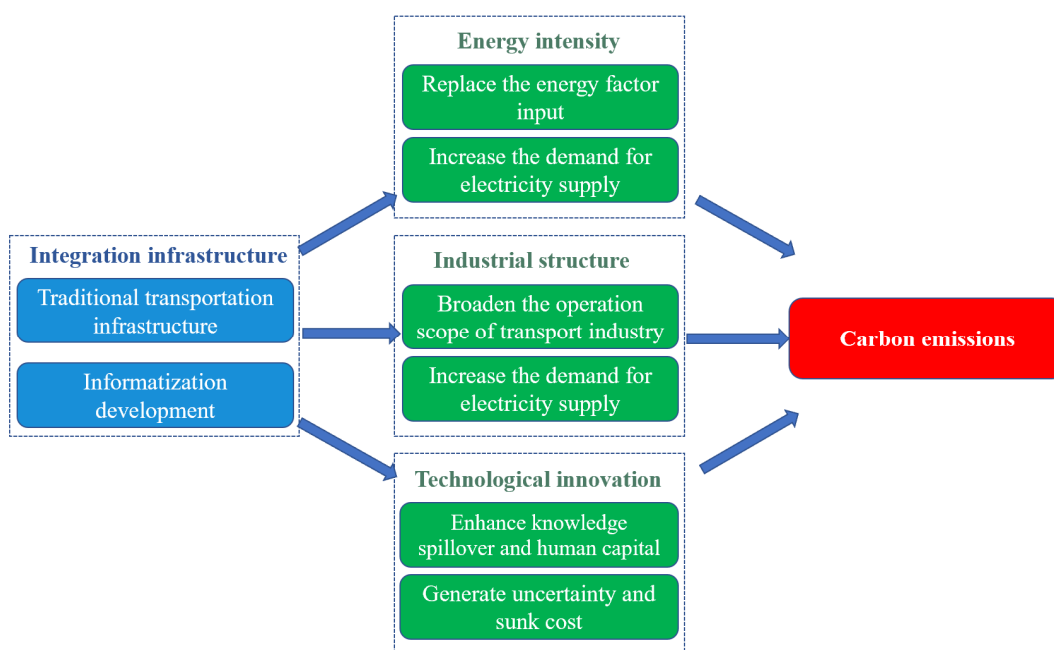 Energy intensity
Replace the energy factor
input
Increase the demand for
electricity supply
Integration infrastructure
Traditional transportation
infrastructure
Informatization
development
Industrial structure
Broaden the operation
scope of transport industry
Increase the demand for
electricity supply
Technological innovation
Enhance knowledge
spillover and human capital
Generate uncertainty and
sunk cost
Carbon emissions